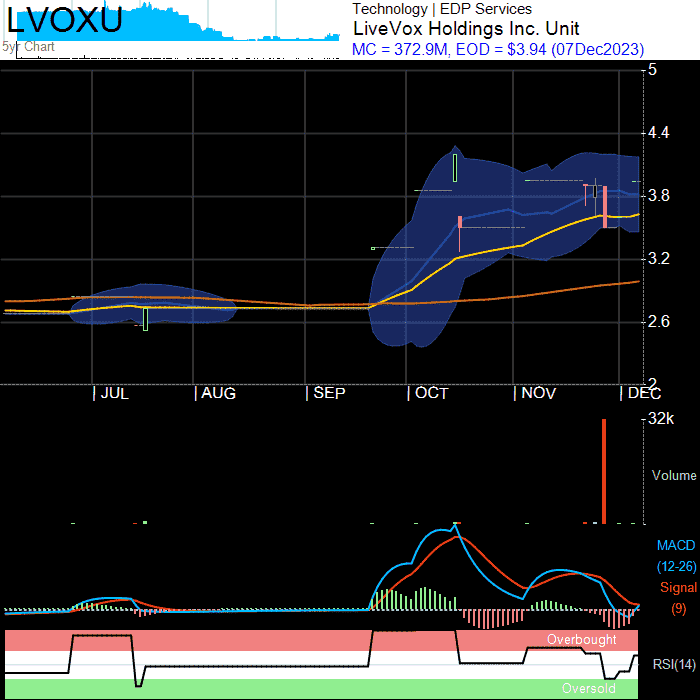 LVOXU
5yr Chart
Technology | EDP Services
LiveVox Holdings Inc. Unit
MC = 372.9M, EOD = $3.94 (07Dec2023)
5
4.4
3.8
3.2
2.6
2
JUL
AUG
SEP
OCT
NOV
DEC
32k
Volume
MACD
(12-26)
Signal
(9)
Overbought
RSI(14)
Oversold